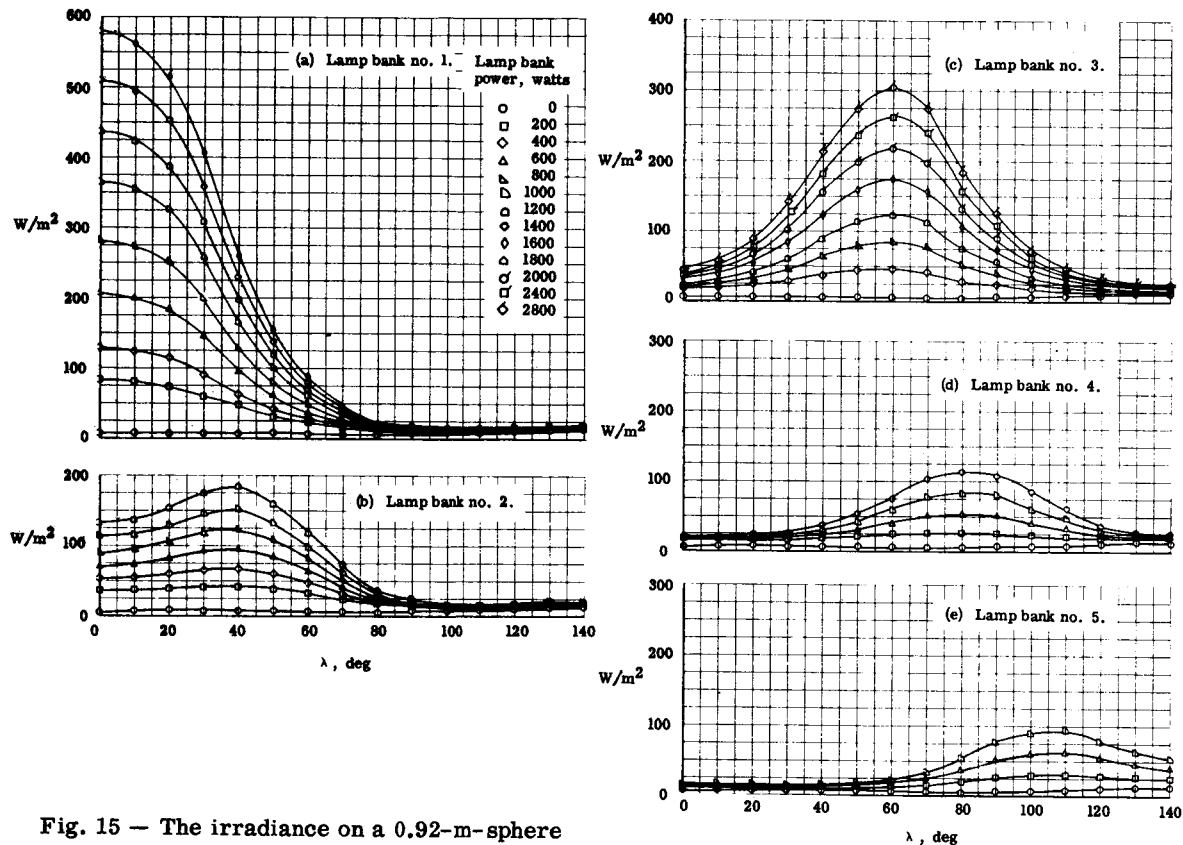 600
500
400
W/m²
300
200
100
0
(a) Lamp bank no. 1.
Lamp bank
power, watts
0
200
400
600
800
1000
1200
1400
1600
1800
2000
2400
2800
200
W/m²
100
0
(b) Lamp bank no. 2.
0 20 40 60 80 100 120 140
λ, deg
400
300
W/m²
200
100
0
(c) Lamp bank no. 3.
300
200
W/m²
100
0
(d) Lamp bank no. 4.
300
200
W/m²
100
0
(e) Lamp bank no. 5.
0 20 40 60 80 100 120 140
λ, deg
Fig. 15 — The irradiance on a 0.92-m-sphere